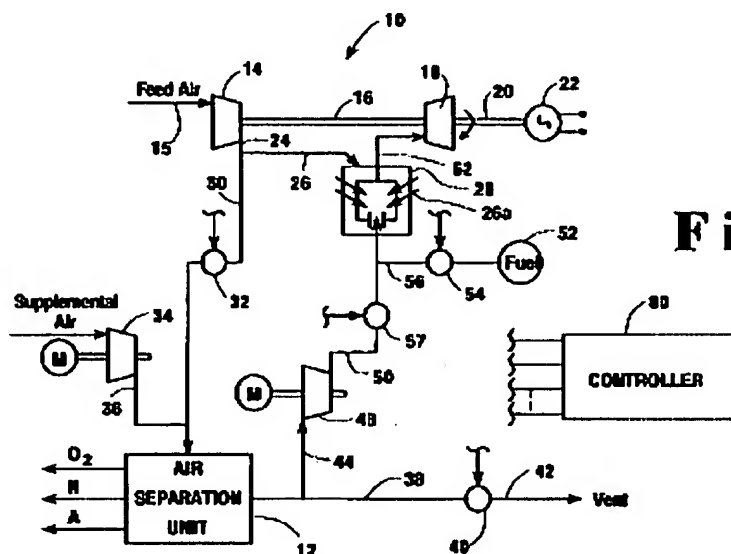 10
14
Feed Air
15
16
18
20
22
24
26
62
28
26a
30
52
Fuel
F i
32
56
54
Supplemental
Air
34
57
80
CONTROLLER
M
36
M
50
48
O2
44
N
AIR
SEPARATION
UNIT
38
42
Vent
A
12
40